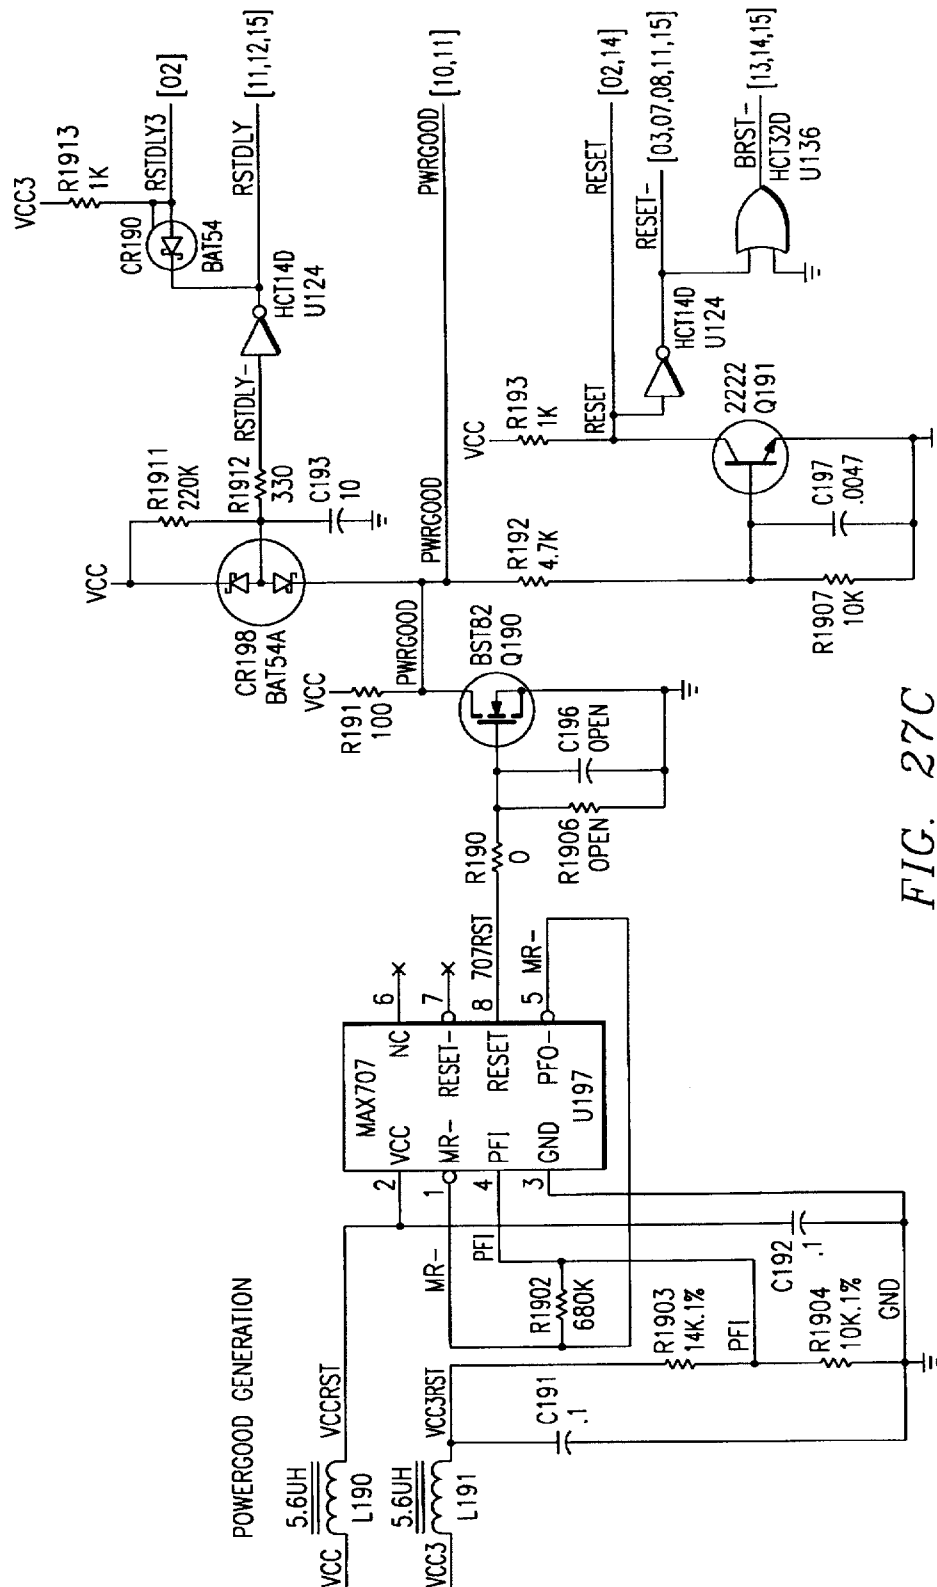 POWERGOOD GENERATION
VCC
5.6UH
L190
VCCRST
VCC3
5.6UH
L191
VCC3RST
C191
.1
R1902
680K
R1903
14K.1%
PFI
R1904
10K.1%
GND
C192
.1
MR-
PFI
2
1
4
3
MAX707
VCC
NC
MR-
RESET-
PFI
RESET
GND
PFO-
U197
6
7
8
707RST
5
MR-
R190
0
R1906
OPEN
C196
OPEN
BST82
Q190
VCC
R191
100
PWRGOOD
CR198
BAT54A
VCC
R1911
220K
R1912
330
C193
10
RSTDLY-
HCT14D
U124
CR190
BAT54
VCC3
R1913
1K
RSTDLY3
[02]
RSTDLY
[11,12,15]
PWRGOOD
PWRGOOD
[10,11]
R192
4.7K
R1907
10K
C197
.0047
2222
Q191
VCC
R193
1K
RESET
RESET
[02,14]
HCT14D
U124
RESET-
[03,07,08,11,15]
BRST-
[13,14,15]
HCT32D
U136
FIG. 27C